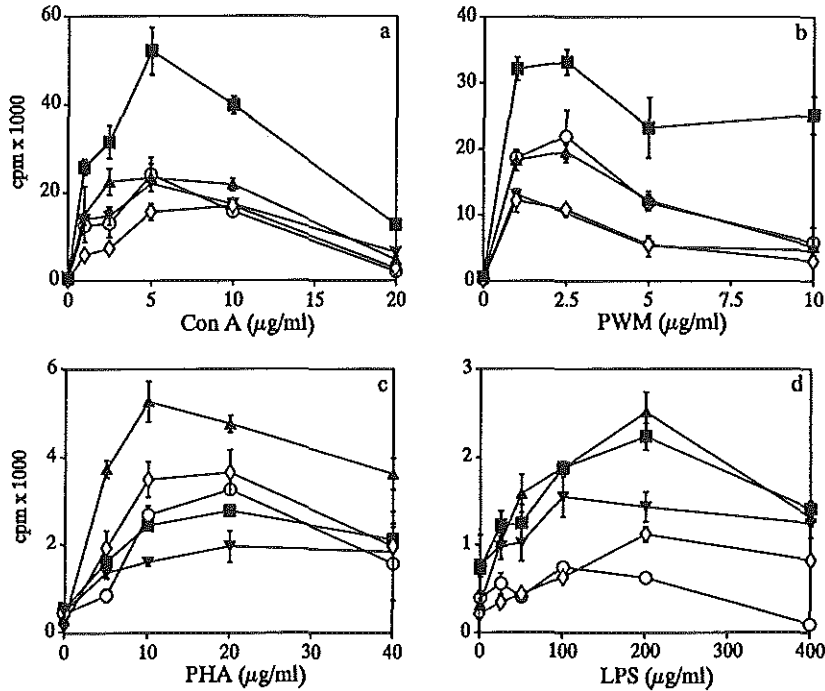 a
60
40
20
0
cpm x 1000
0 5 10 15 20
Con A (µg/ml)
b
40
30
20
10
0
0 2.5 5 7.5 10
PWM (µg/ml)
c
6
4
2
0
cpm x 1000
0 10 20 30 40
PHA (µg/ml)
d
3
2
1
0
0 100 200 300 400
LPS (µg/ml)